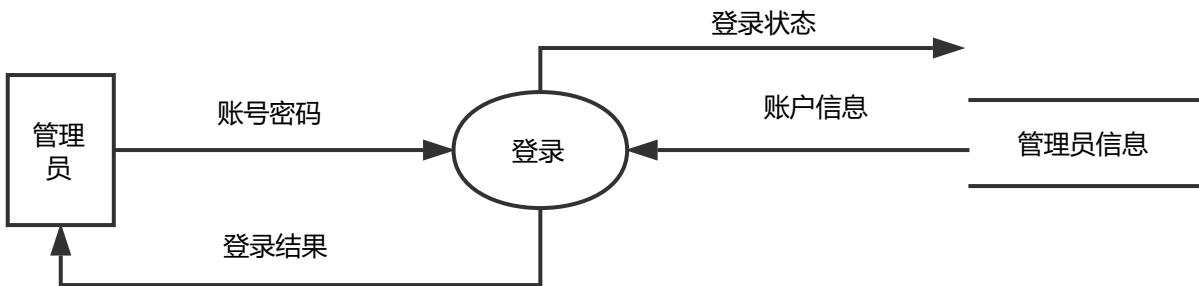 登录状态
账号密码
账户信息
管理
员
登录
管理员信息
登录结果